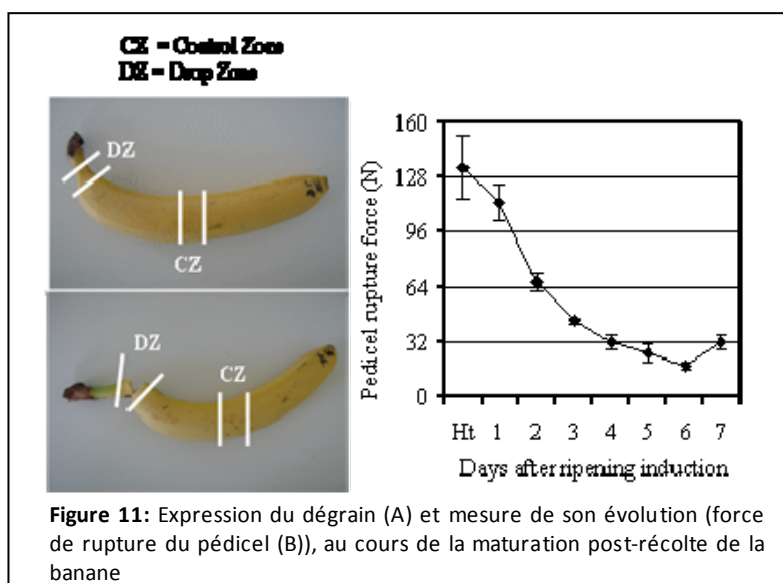 CZ = Control Zone
DZ = Drop Zone
DZ
CZ
DZ
CZ
Pedicel rupture force (N)
160
128
96
64
32
0
Ht 1 2 3 4 5 6 7
Days after ripening induction
Figure 11: Expression du dégrain (A) et mesure de son évolution (force
de rupture du pédicel (B)), au cours de la maturation post-récolte de la
banane